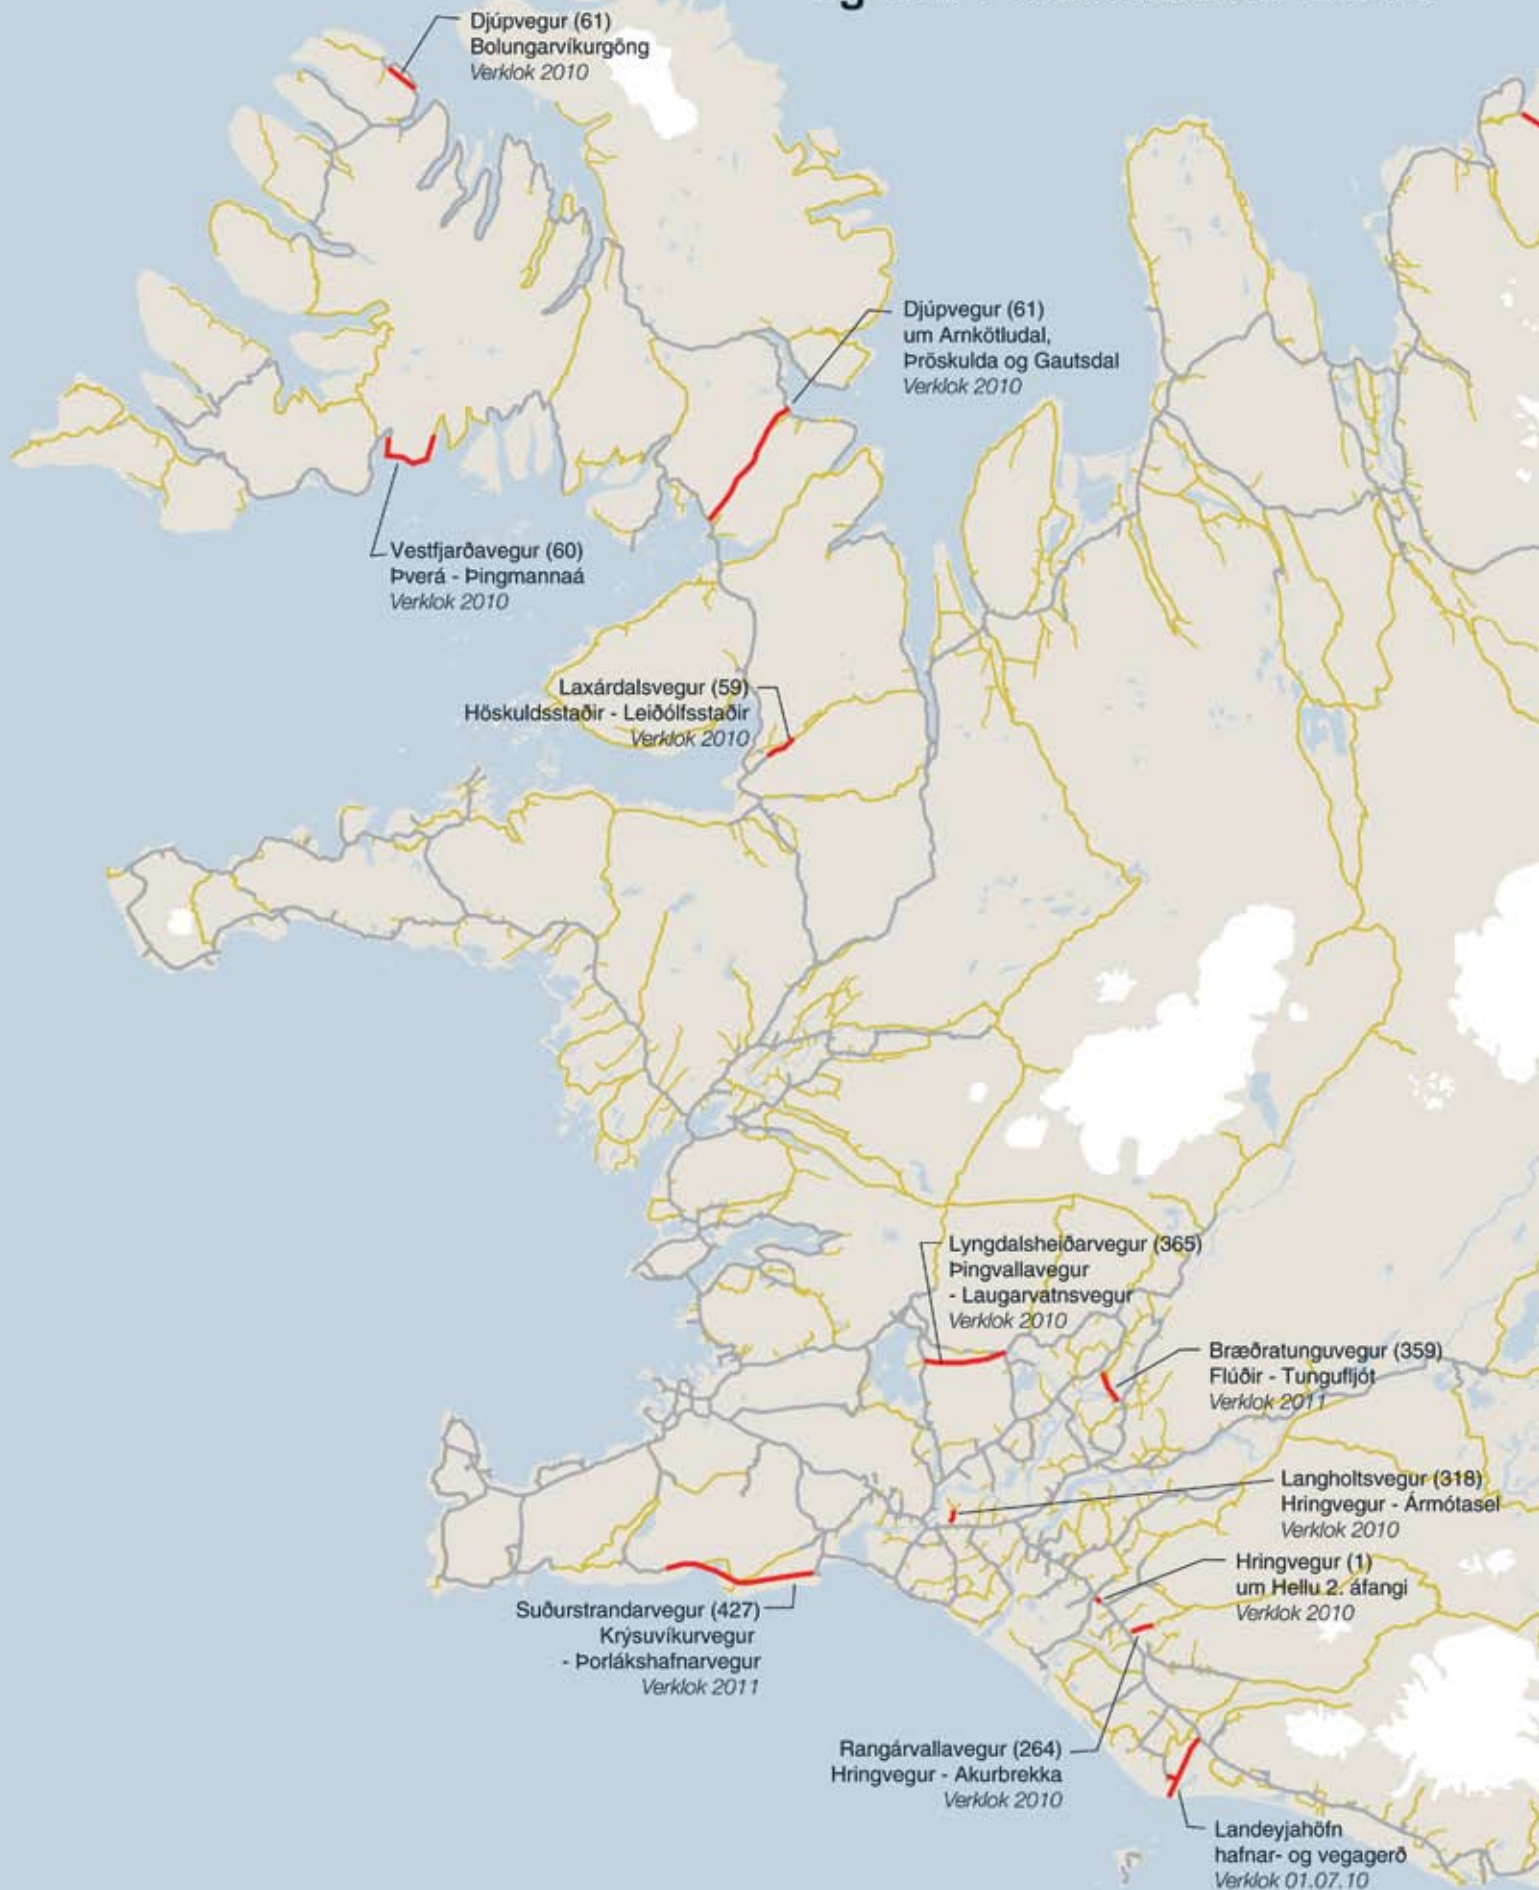 Djúpvegur (61)
Bolungarvíkurgöng
Verklok 2010
Djúpvegur (61)
um Arnkötludal,
Þröskulda og Gautsdal
Verklok 2010
Vestfjarðavegur (60)
Þverá - Þingmannaá
Verklok 2010
Laxárdalsvegur (59)
Höskuldsstaðir - Leiðólfsstaðir
Verklok 2010
Lyngdalsheiðarvegur (365)
Þingvallavegur
- Laugarvatnsvegur
Verklok 2010
Bræðratunguvegur (359)
Flúðir - Tungufljót
Verklok 2011
Langholtsvegur (318)
Hringvegur - Ármótasel
Verklok 2010
Hringvegur (1)
um Hellu 2. áfangi
Verklok 2010
Suðurstrandarvegur (427)
Krýsuvíkurvegur
- Þorlákshafnarvegur
Verklok 2011
Rangárvallavegur (264)
Hringvegur - Akurbrekka
Verklok 2010
Landeyjahöfn
hafnar- og vegagerð
Verklok 01.07.10